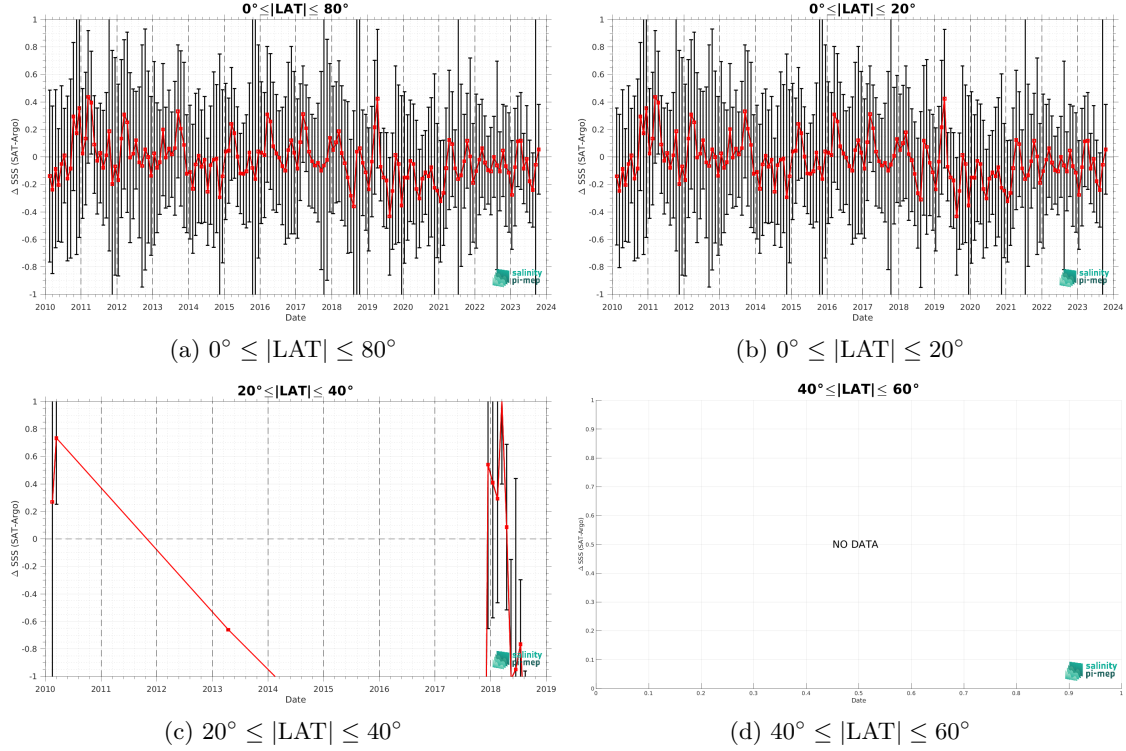 0°≤|LAT|≤ 80°
1
0.8
0.6
0.4
0.2
0
-0.2
-0.4
-0.6
-0.8
-1
Δ SSS (SAT-Argo)
2010 2011 2012 2013 2014 2015 2016 2017 2018 2019 2020 2021 2022 2023 2024
Date
salinity
pi-mep
(a) 0° ≤ |LAT| ≤ 80°
0°≤|LAT|≤ 20°
1
0.8
0.6
0.4
0.2
0
-0.2
-0.4
-0.6
-0.8
-1
Δ SSS (SAT-Argo)
2010 2011 2012 2013 2014 2015 2016 2017 2018 2019 2020 2021 2022 2023 2024
Date
salinity
pi-mep
(b) 0° ≤ |LAT| ≤ 20°
20°≤|LAT|≤ 40°
1
0.8
0.6
0.4
0.2
0
-0.2
-0.4
-0.6
-0.8
-1
Δ SSS (SAT-Argo)
2010 2011 2012 2013 2014 2015 2016 2017 2018 2019
Date
salinity
pi-mep
(c) 20° ≤ |LAT| ≤ 40°
40°≤|LAT|≤ 60°
1
0.9
0.8
0.7
0.6
0.5
0.4
0.3
0.2
0.1
0
Δ SSS (SAT-Argo)
NO DATA
0 0.1 0.2 0.3 0.4 0.5 0.6 0.7 0.8 0.9 1
Date
salinity
pi-mep
(d) 40° ≤ |LAT| ≤ 60°